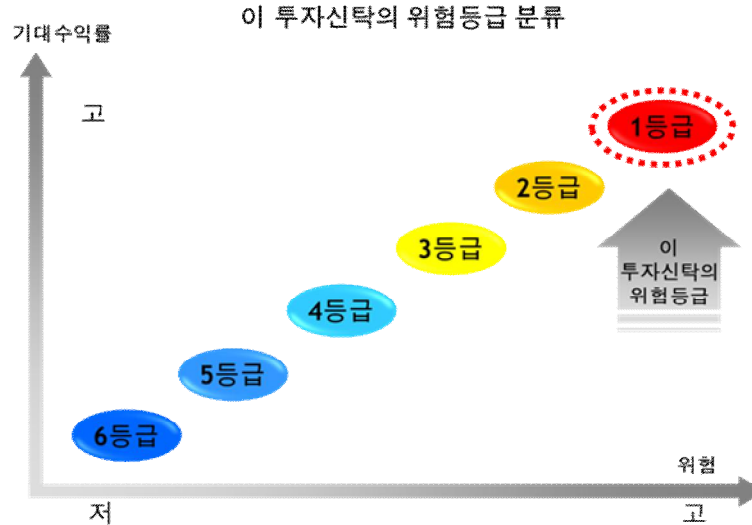 이 투자신탁의 위험등급 분류
기대수익률
고
1등급
2등급
3등급
이
투자신탁의
위험등급
4등급
5등급
6등급
위험
저
고